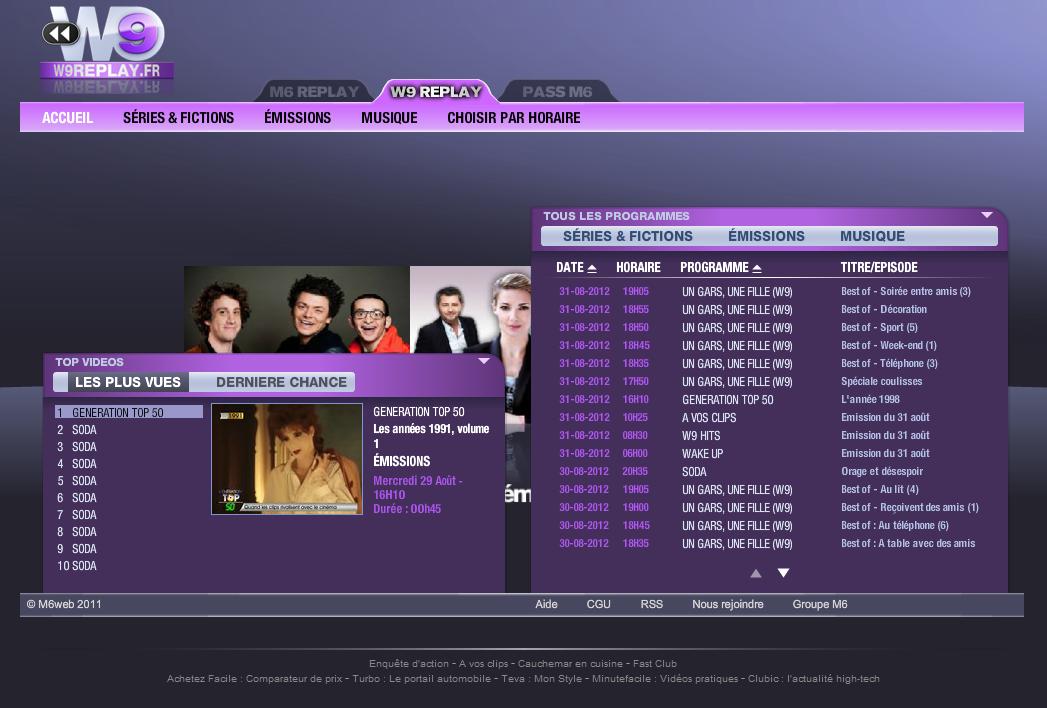 W9
W9REPLAY.FR
M6 REPLAY W9 REPLAY PASS M6
ACCUEIL SÉRIES & FICTIONS ÉMISSIONS MUSIQUE CHOISIR PAR HORAIRE
TOUS LES PROGRAMMES
SÉRIES & FICTIONS ÉMISSIONS MUSIQUE
DATE HORAIRE PROGRAMME TITRE/EPISODE
31-08-2012 19H05 UN GARS, UNE FILLE (W9) Best of - Soirée entre amis (3)
31-08-2012 18H55 UN GARS, UNE FILLE (W9) Best of - Décoration
31-08-2012 18H50 UN GARS, UNE FILLE (W9) Best of - Sport (5)
31-08-2012 18H45 UN GARS, UNE FILLE (W9) Best of - Week-end (1)
31-08-2012 18H35 UN GARS, UNE FILLE (W9) Best of - Téléphone (3)
31-08-2012 17H50 UN GARS, UNE FILLE (W9) Spéciale coulisses
31-08-2012 16H10 GENERATION TOP 50 L'année 1998
31-08-2012 10H25 A VOS CLIPS Emission du 31 août
31-08-2012 08H30 W9 HITS Emission du 31 août
31-08-2012 06H00 WAKE UP Emission du 31 août
30-08-2012 20H35 SODA Orage et désespoir
30-08-2012 19H05 UN GARS, UNE FILLE (W9) Best of - Au lit (4)
30-08-2012 19H00 UN GARS, UNE FILLE (W9) Best of - Reçoivent des amis (1)
30-08-2012 18H45 UN GARS, UNE FILLE (W9) Best of : Au téléphone (6)
30-08-2012 18H35 UN GARS, UNE FILLE (W9) Best of : A table avec des amis
TOP VIDEOS
LES PLUS VUES DERNIERE CHANCE
1 GENERATION TOP 50
2 SODA
3 SODA
4 SODA
5 SODA
6 SODA
7 SODA
8 SODA
9 SODA
10 SODA
1991
TOP
50
Quand les clips rivalisent avec le cinéma
GENERATION TOP 50
Les années 1991, volume
1
ÉMISSIONS
Mercredi 29 Août -
16H10
Durée : 00h45
ém
© M6web 2011 Aide CGU RSS Nous rejoindre Groupe M6
Enquête d'action - A vos clips - Cauchemar en cuisine - Fast Club
Achetez Facile : Comparateur de prix - Turbo : Le portail automobile - Teva : Mon Style - Minutefacile : Vidéos pratiques - Clubic : l'actualité high-tech